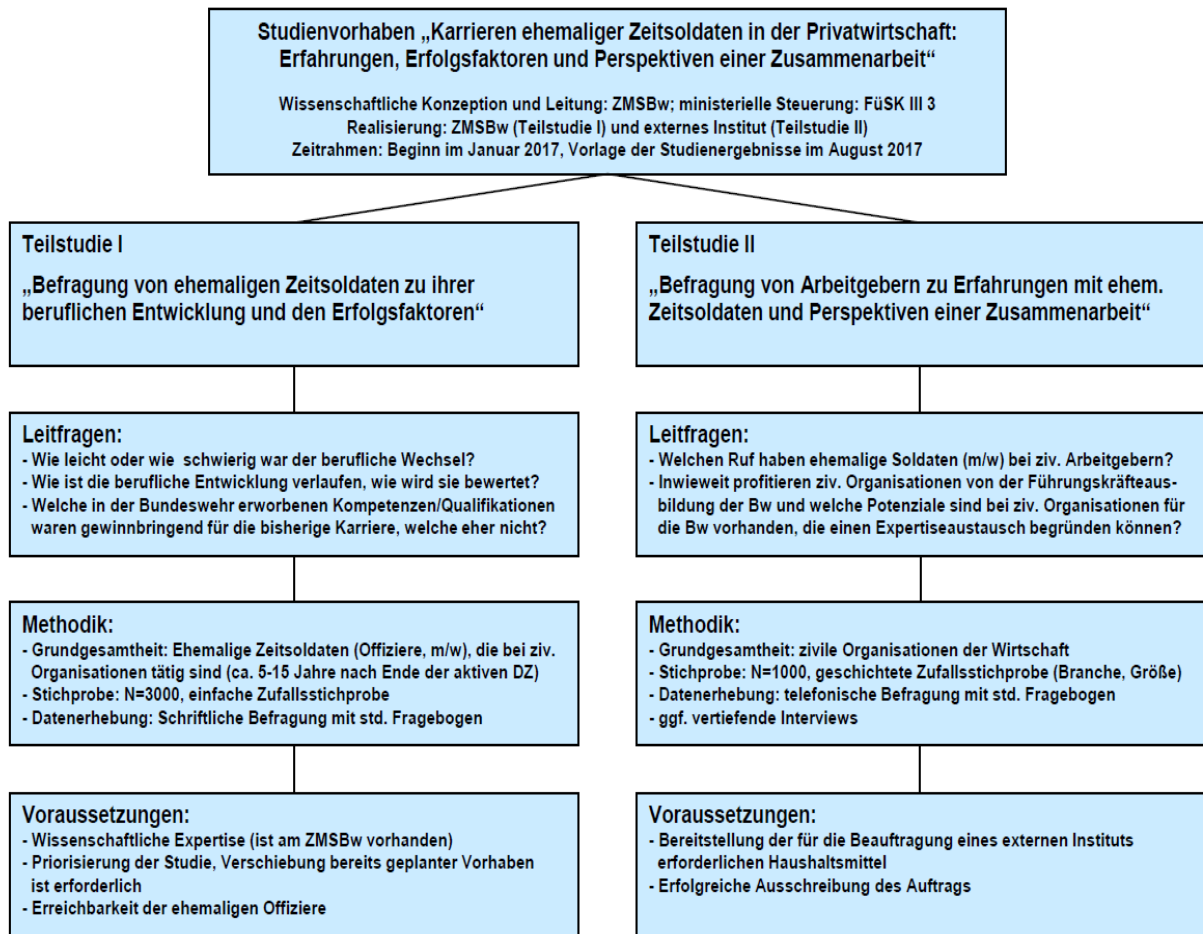 Studienvorhaben „Karrieren ehemaliger Zeitsoldaten in der Privatwirtschaft:
Erfahrungen, Erfolgsfaktoren und Perspektiven einer Zusammenarbeit“
Wissenschaftliche Konzeption und Leitung: ZMSBw; ministerielle Steuerung: FüSK III 3
Realisierung: ZMSBw (Teilstudie I) und externes Institut (Teilstudie II)
Zeitrahmen: Beginn im Januar 2017, Vorlage der Studienergebnisse im August 2017
Teilstudie I
„Befragung von ehemaligen Zeitsoldaten zu ihrer
beruflichen Entwicklung und den Erfolgsfaktoren“
Leitfragen:
- Wie leicht oder wie schwierig war der berufliche Wechsel?
- Wie ist die berufliche Entwicklung verlaufen, wie wird sie bewertet?
- Welche in der Bundeswehr erworbenen Kompetenzen/Qualifikationen
waren gewinnbringend für die bisherige Karriere, welche eher nicht?
Methodik:
- Grundgesamtheit: Ehemalige Zeitsoldaten (Offiziere, m/w), die bei ziv.
Organisationen tätig sind (ca. 5-15 Jahre nach Ende der aktiven DZ)
- Stichprobe: N=3000, einfache Zufallsstichprobe
- Datenerhebung: Schriftliche Befragung mit std. Fragebogen
Voraussetzungen:
- Wissenschaftliche Expertise (ist am ZMSBw vorhanden)
- Priorisierung der Studie, Verschiebung bereits geplanter Vorhaben
ist erforderlich
- Erreichbarkeit der ehemaligen Offiziere
Teilstudie II
„Befragung von Arbeitgebern zu Erfahrungen mit ehem.
Zeitsoldaten und Perspektiven einer Zusammenarbeit“
Leitfragen:
- Welchen Ruf haben ehemalige Soldaten (m/w) bei ziv. Arbeitgebern?
- Inwieweit profitieren ziv. Organisationen von der Führungskräfteaus-
bildung der Bw und welche Potenziale sind bei ziv. Organisationen für
die Bw vorhanden, die einen Expertiseaustausch begründen können?
Methodik:
- Grundgesamtheit: zivile Organisationen der Wirtschaft
- Stichprobe: N=1000, geschichtete Zufallsstichprobe (Branche, Größe)
- Datenerhebung: telefonische Befragung mit std. Fragebogen
- ggf. vertiefende Interviews
Voraussetzungen:
- Bereitstellung der für die Beauftragung eines externen Instituts
erforderlichen Haushaltsmittel
- Erfolgreiche Ausschreibung des Auftrags